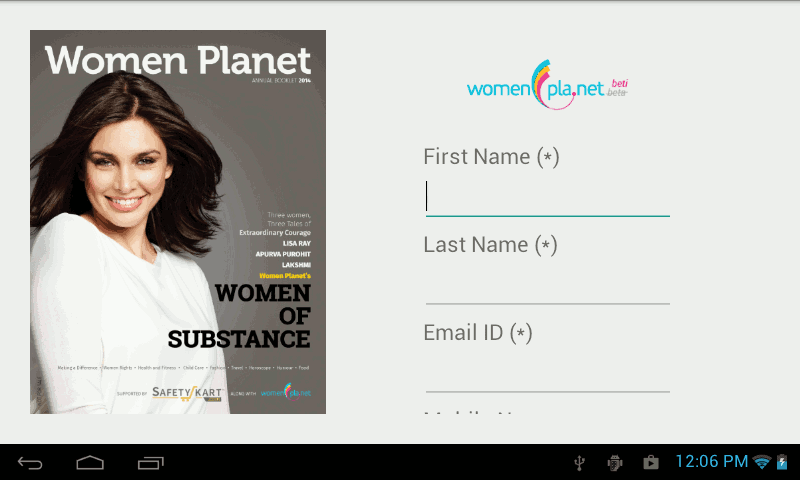 Women Planet
ANNUAL BOOKLET 2014
Three women,
Three Tales of
Extraordinary Courage
LISA RAY
APURVA PUROHIT
LAKSHMI
Women Planet's
WOMEN
OF
SUBSTANCE
Making a Difference • Women Rights • Health and Fitness • Child Care • Fashion • Travel • Horoscope • Humour • Food
SUPPORTED BY SAFETYKART ALONG WITH womenpla.net
womenpla.net beti
beta
First Name (*)
Last Name (*)
Email ID (*)
12:06 PM